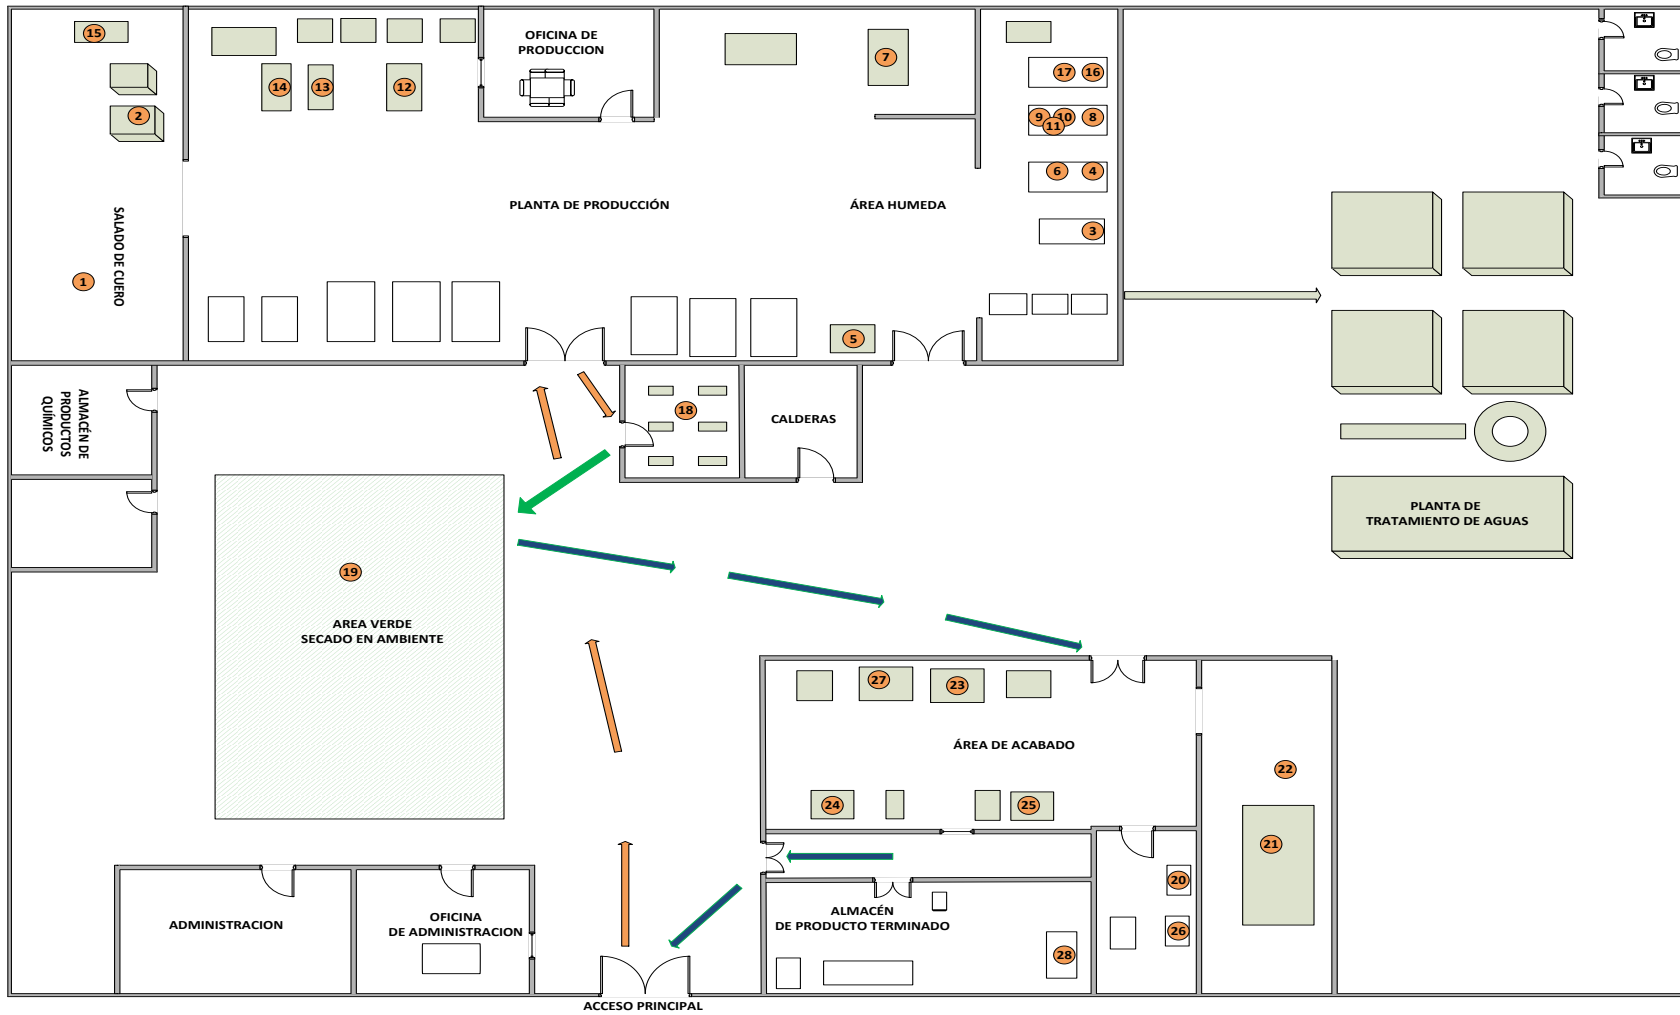 15
2
SALADO DE CUERO
1
14
13
12
OFICINA DE
PRODUCCION
7
17
16
9
10
8
11
6
4
3
PLANTA DE PRODUCCIÓN
ÁREA HUMEDA
5
ALMACÉN DE
PRODUCTOS
QUÍMICOS
18
CALDERAS
PLANTA DE
TRATAMIENTO DE AGUAS
19
AREA VERDE
SECADO EN AMBIENTE
27
23
ÁREA DE ACABADO
24
25
22
21
20
26
ADMINISTRACION
OFICINA
DE ADMINISTRACION
ALMACÉN
DE PRODUCTO TERMINADO
28
ACCESO PRINCIPAL